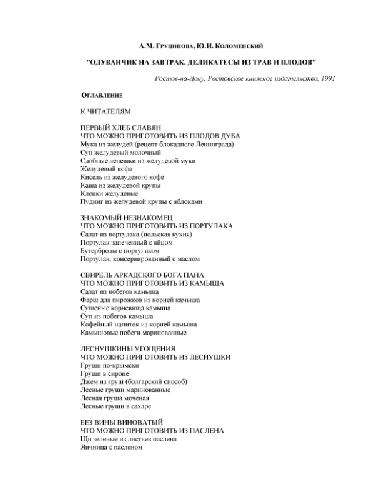 А.М. Грудинова, Ю.И. Коломенский
"ОДУВАНЧИК НА ЗАВТРАК. ДЕЛИКАТЕСЫ ИЗ ТРАВ И ПЛОДОВ"
Ростов-на-Дону. Ростовское книжное издательство, 1991
ОГЛАВЛЕНИЕ
К ЧИТАТЕЛЯМ
ПЕРВЫЙ ХЛЕБ СЛАВЯН
ЧТО МОЖНО ПРИГОТОВИТЬ ИЗ ПЛОДОВ ДУБА
Мука из желудей (рецепт блокадного Ленинграда)
Суп желудевый молочный
Сдобные лепешки из желудевой муки
Желудевый кофе
Кисель из желудевого кофе
Каша из желудевой крупы
Клецки желудевые
Пудинг из желудевой крупы с яблоками
ЗНАКОМЫЙ НЕЗНАКОМЕЦ
ЧТО МОЖНО ПРИГОТОВИТЬ ИЗ ПОРТУЛАКА
Салат из портулака (польская кухня)
Портулак запеченный с яйцом
Бутерброды с портулаком
Портулак, консервированный с маслом
СВИРЕЛЬ АРКАДСКОГО БОГА ПАНА
ЧТО МОЖНО ПРИГОТОВИТЬ ИЗ КАМЫША
Салат из побегов камыша
Фарш для пирожков из корней камыша
Сушеные корневища камыша
Суп из побегов камыша
Кофейный напиток из корней камыша
Камышовые побеги маринованные
ЛЕСНУШКИНЫ УГОЩЕНИЯ
ЧТО МОЖНО ПРИГОТОВИТЬ ИЗ ЛЕСНУШКИ
Груши по-крымски
Груши в сиропе
Джем из груш (болгарский способ)
Лесные груши маринованные
Лесная груша моченая
Лесные груши в сахаре
БЕЗ ВИНЫ ВИНОВАТЫЙ
ЧТО МОЖНО ПРИГОТОВИТЬ ИЗ ПАСЛЕНА
Щи зеленые из листьев паслена
Яичница с пасленом